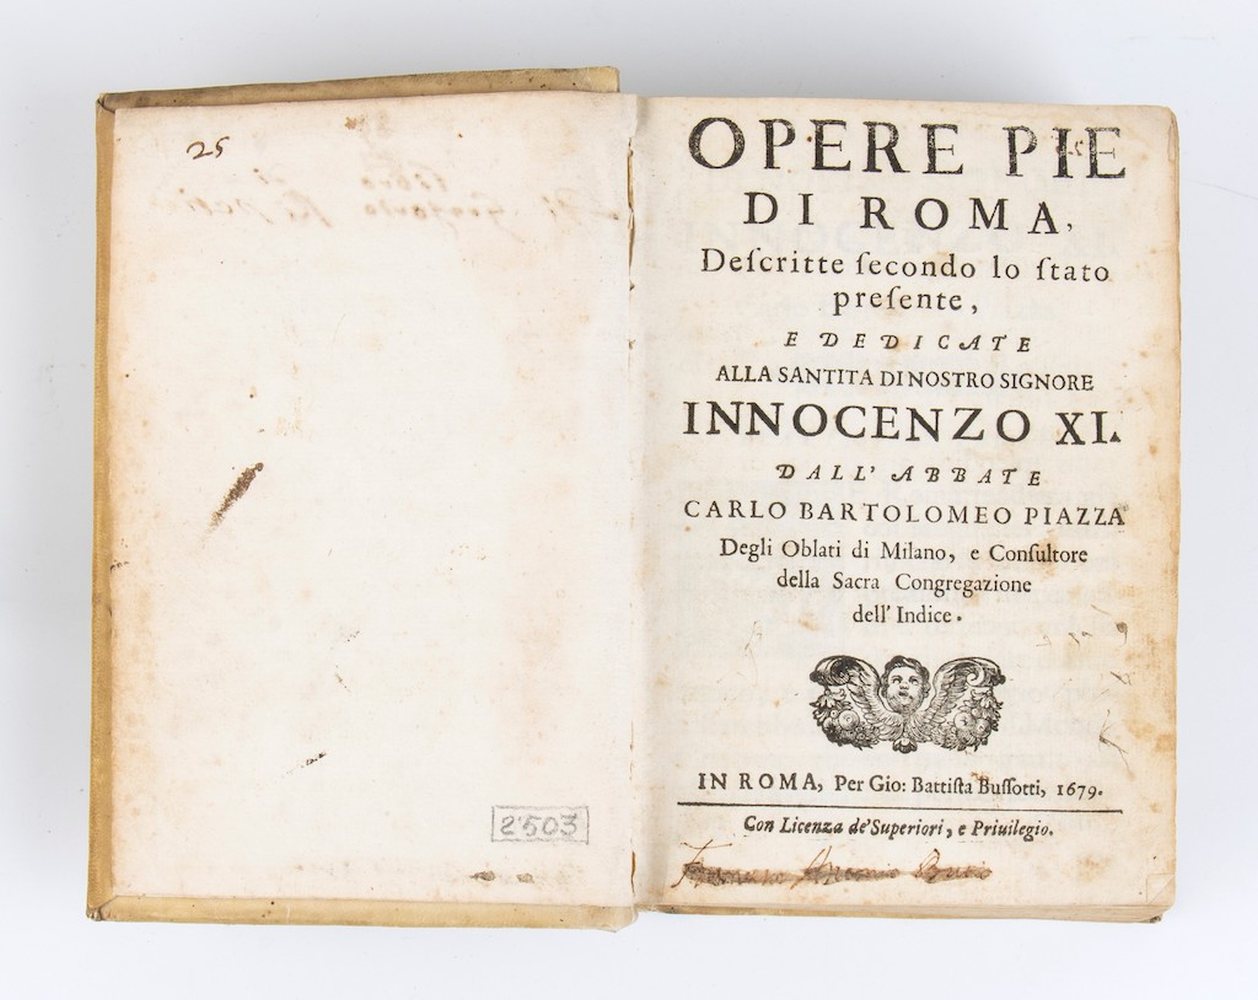 25
2503
OPERE PIE
DI ROMA,
Deſcritte ſecondo lo ſtato
preſente,
E DEDICATE
ALLA SANTITA DI NOSTRO SIGNORE
INNOCENZO XI.
DALL' ABBATE
CARLO BARTOLOMEO PIAZZA
Degli Oblati di Milano, e Conſultore
della Sacra Congregazione
dell' Indice.
IN ROMA, Per Gio: Battiſta Buſſotti, 1679.
Con Licenza de' Superiori, e Priuilegio.